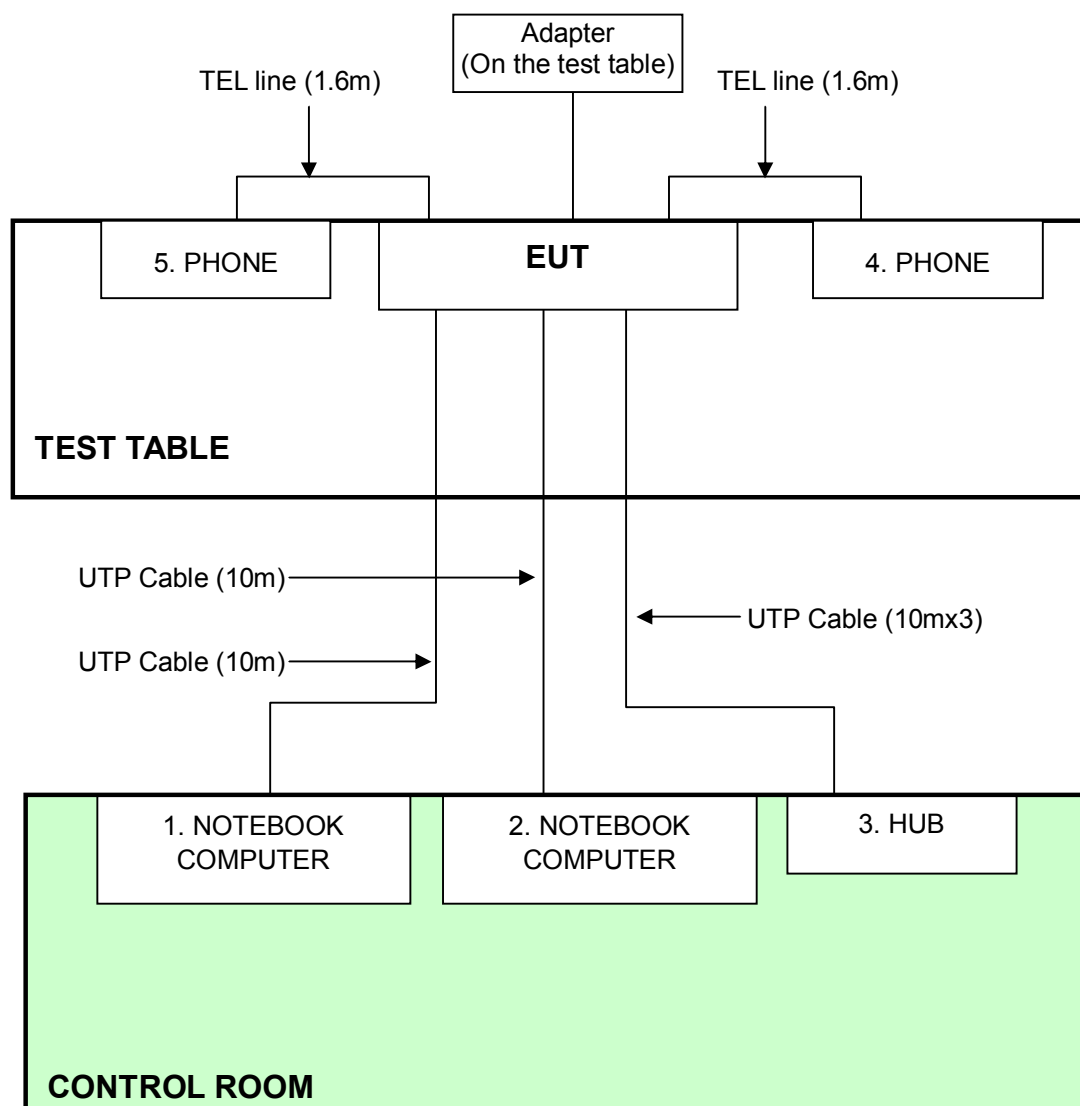 Adapter
(On the test table)
TEL line (1.6m)
TEL line (1.6m)
5. PHONE
EUT
4. PHONE
TEST TABLE
UTP Cable (10m)
UTP Cable (10mx3)
UTP Cable (10m)
1. NOTEBOOK
COMPUTER
2. NOTEBOOK
COMPUTER
3. HUB
CONTROL ROOM